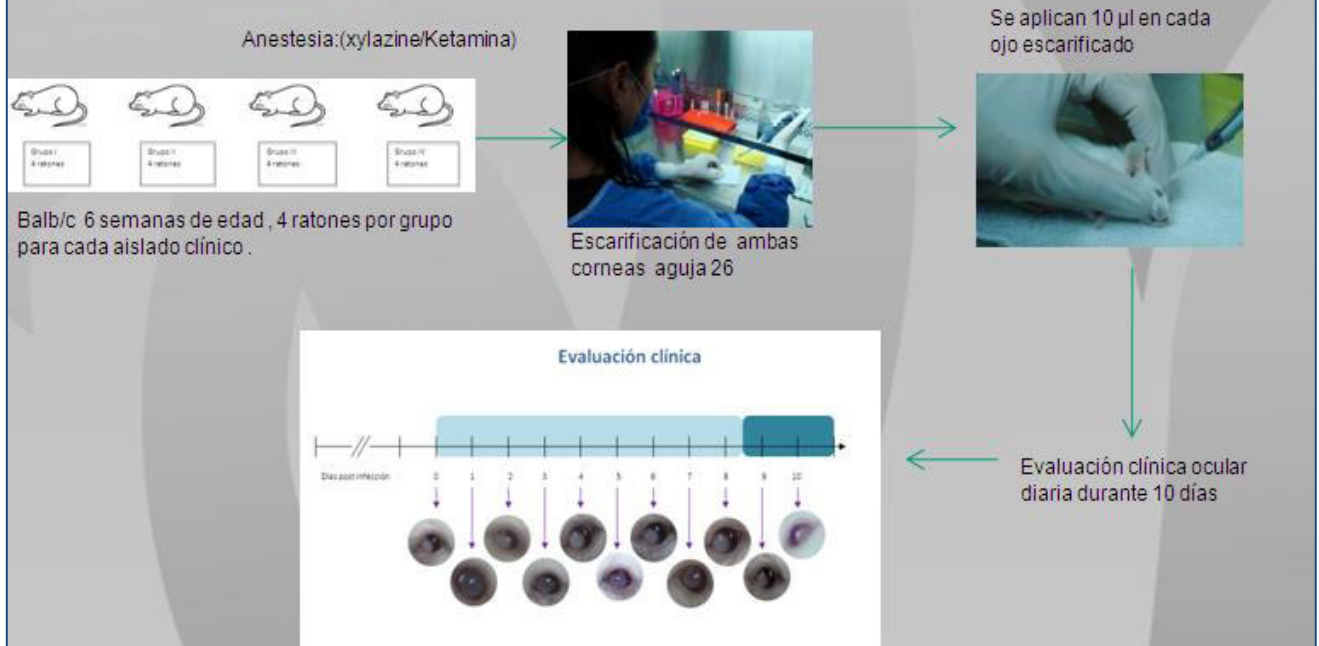 Anestesia:(xylazine/Ketamina)
Se aplican 10 µl en cada
ojo escarificado
Grupo I
4 ratones
Grupo II
4 ratones
Grupo III
4 ratones
Grupo IV
4 ratones
Balb/c 6 semanas de edad , 4 ratones por grupo
para cada aislado clínico .
Escarificación de ambas
corneas aguja 26
Evaluación clínica ocular
diaria durante 10 días
Evaluación clínica
Días post infección 0 1 2 3 4 5 6 7 8 9 10